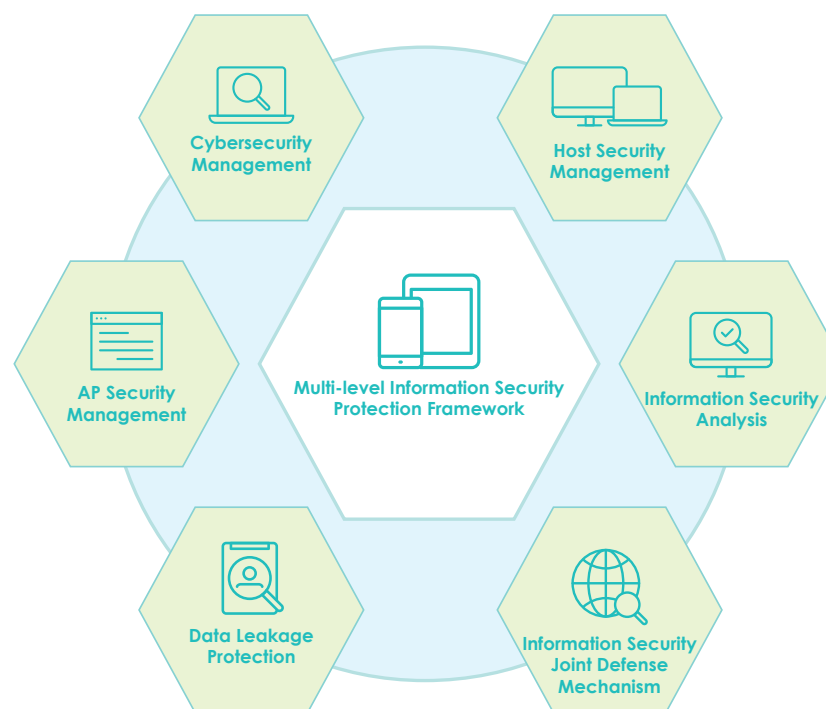 Cybersecurity
Management
Host Security
Management
AP Security
Management
Multi-level Information Security
Protection Framework
Information Security
Analysis
Data Leakage
Protection
Information Security
Joint Defense
Mechanism